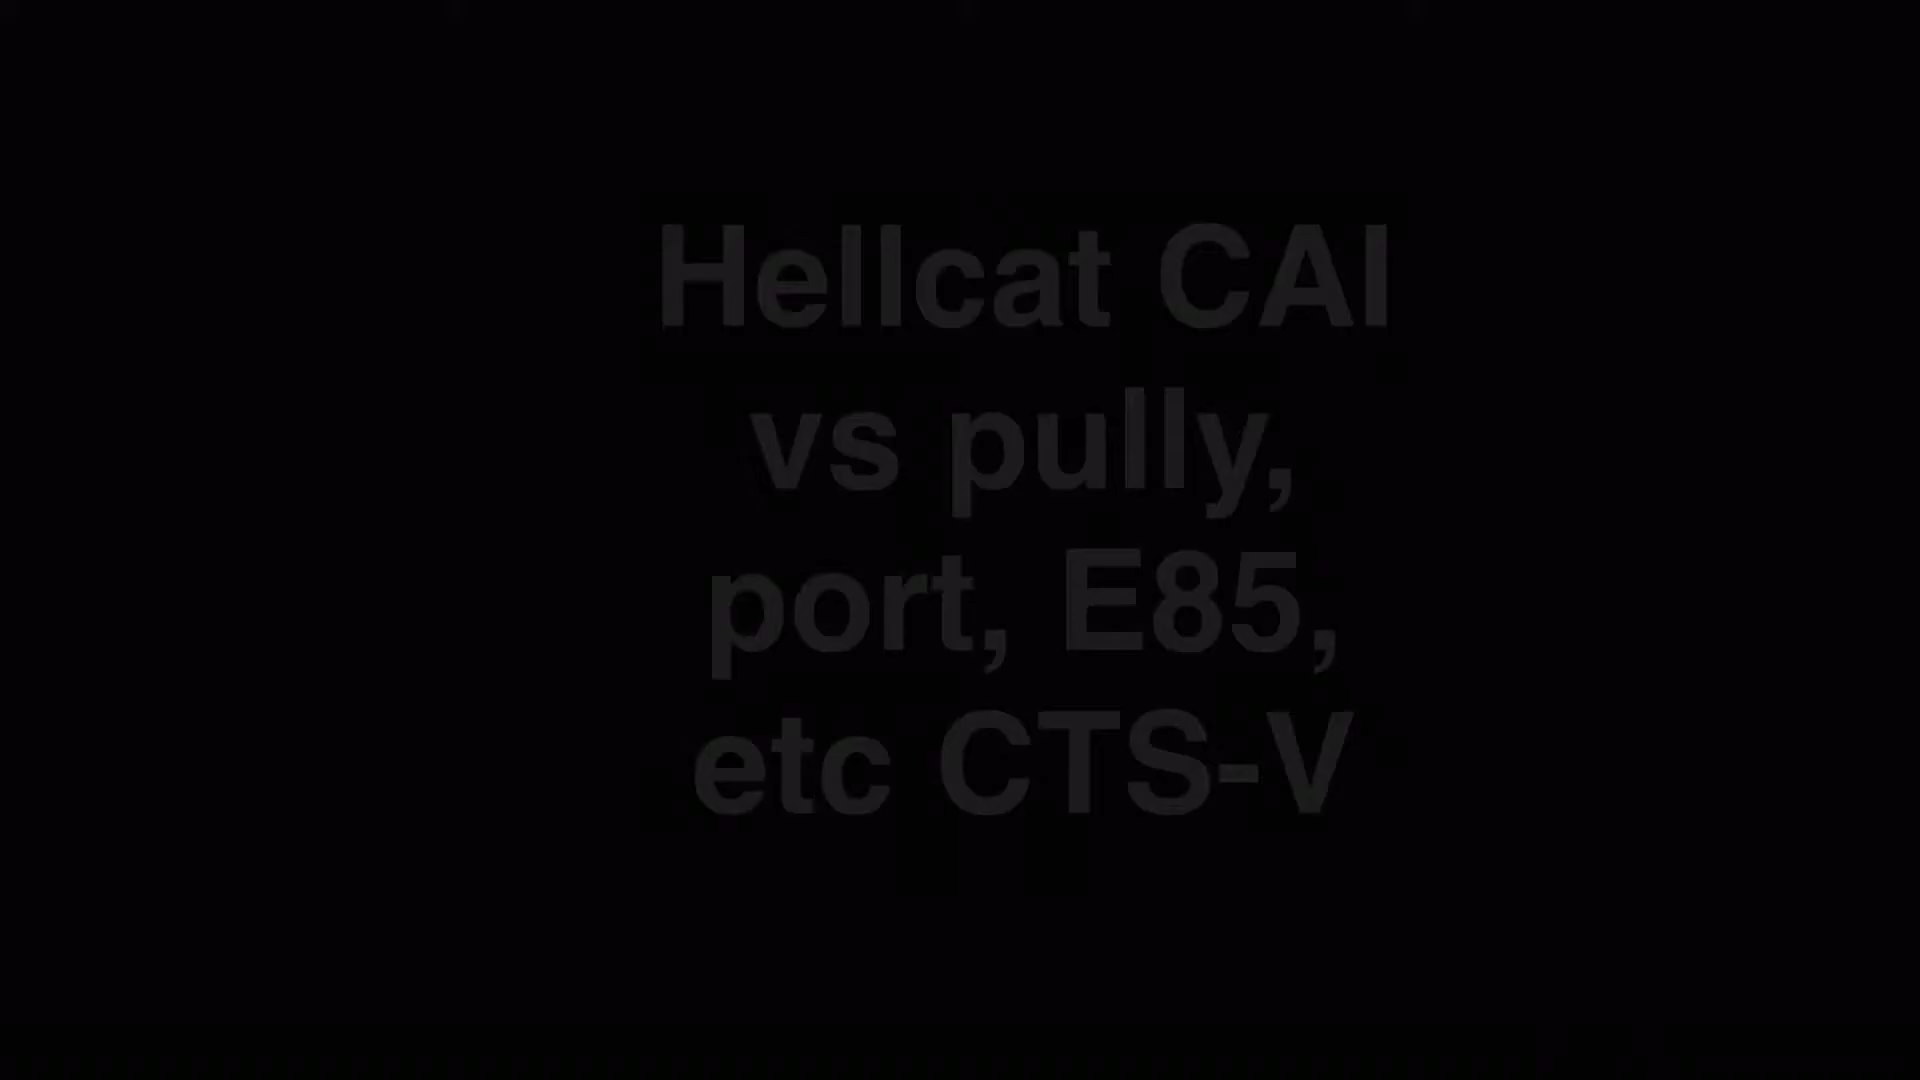 Hellcat CAI
vs pully,
port, E85,
etc CTS-V